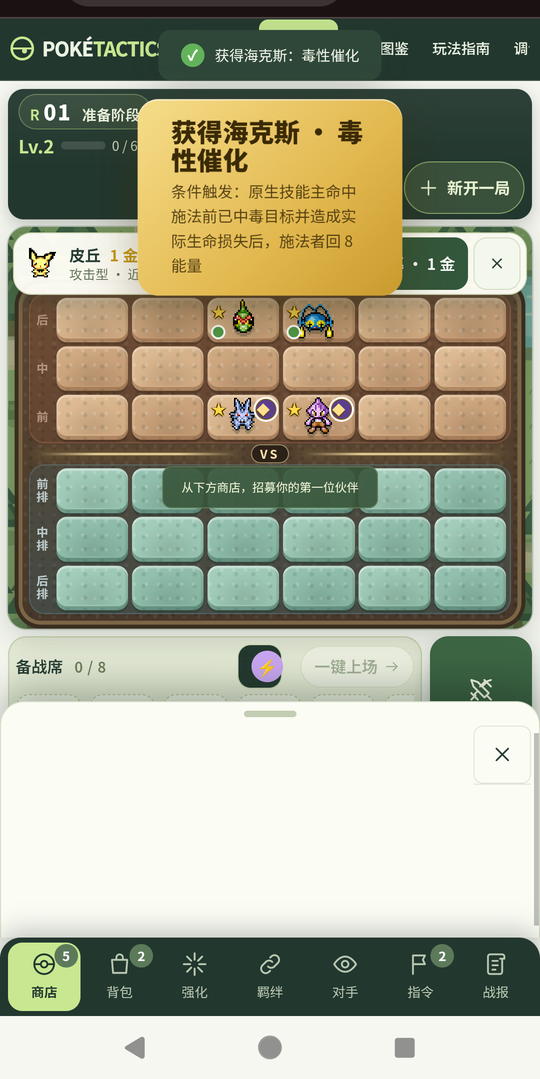 POKÉTACTICS
获得海克斯：毒性催化
图鉴
玩法指南
调
R 01 准备阶段
Lv.2
0 / 6
获得海克斯 · 毒
性催化
条件触发：原生技能主命中
施法前已中毒目标并造成实
际生命损失后，施法者回 8
能量
新开一局
皮丘 1 金
攻击型 · 近
· 1 金
后
中
前
VS
前排
从下方商店，招募你的第一位伙伴
中排
后排
备战席 0 / 8
一键上场 →
5
2
2
商店
背包
强化
羁绊
对手
指令
战报